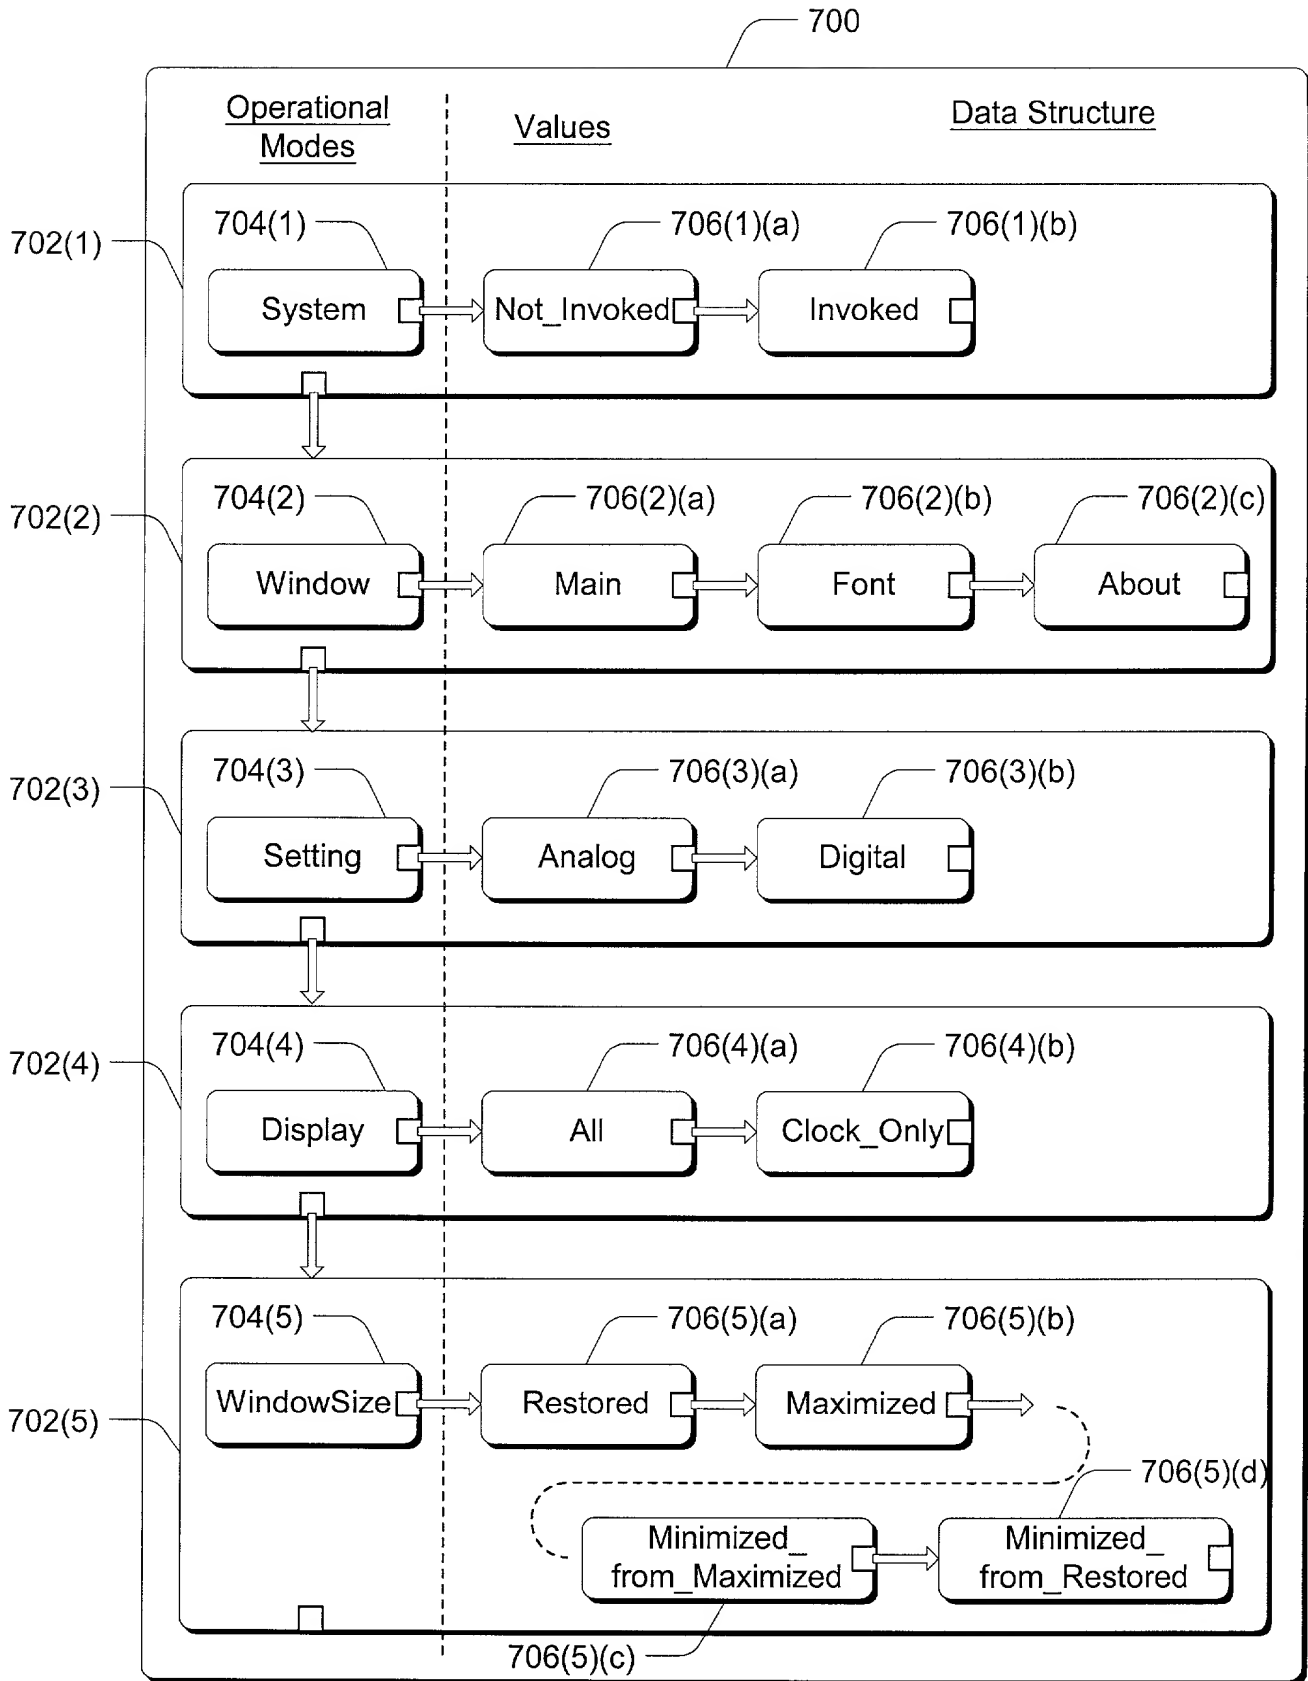 700
Operational
Modes
Values
Data Structure
702(1)
704(1)
706(1)(a)
706(1)(b)
System
Not_Invoked
Invoked
702(2)
704(2)
706(2)(a)
706(2)(b)
706(2)(c)
Window
Main
Font
About
702(3)
704(3)
706(3)(a)
706(3)(b)
Setting
Analog
Digital
702(4)
704(4)
706(4)(a)
706(4)(b)
Display
All
Clock_Only
702(5)
704(5)
706(5)(a)
706(5)(b)
WindowSize
Restored
Maximized
706(5)(d)
Minimized_
from_Maximized
Minimized_
from_Restored
706(5)(c)